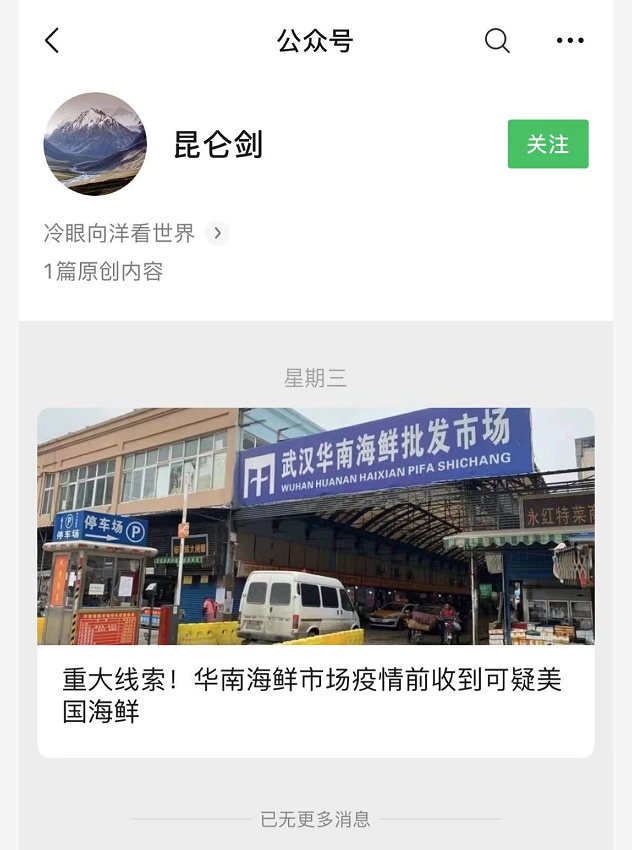 公众号
昆仑剑
关注
冷眼向洋看世界
1篇原创内容
星期三
武汉华南海鲜批发市场
WUHAN HUANAN HAIXIAN PIFA SHICHANG
永红特菜
停车场
停车场
重大线索！华南海鲜市场疫情前收到可疑美
国海鲜
已无更多消息